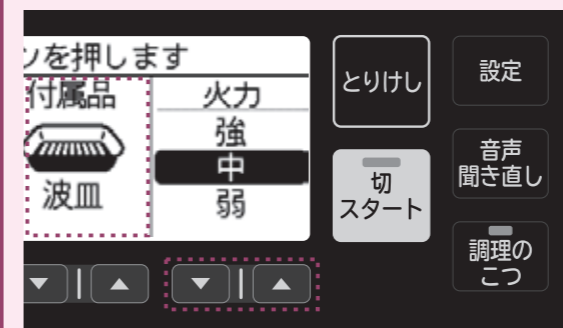 ンを押します
付属品
波皿
火力
強
中
弱
とりけし
切
スタート
設定
音声
聞き直し
調理の
こつ